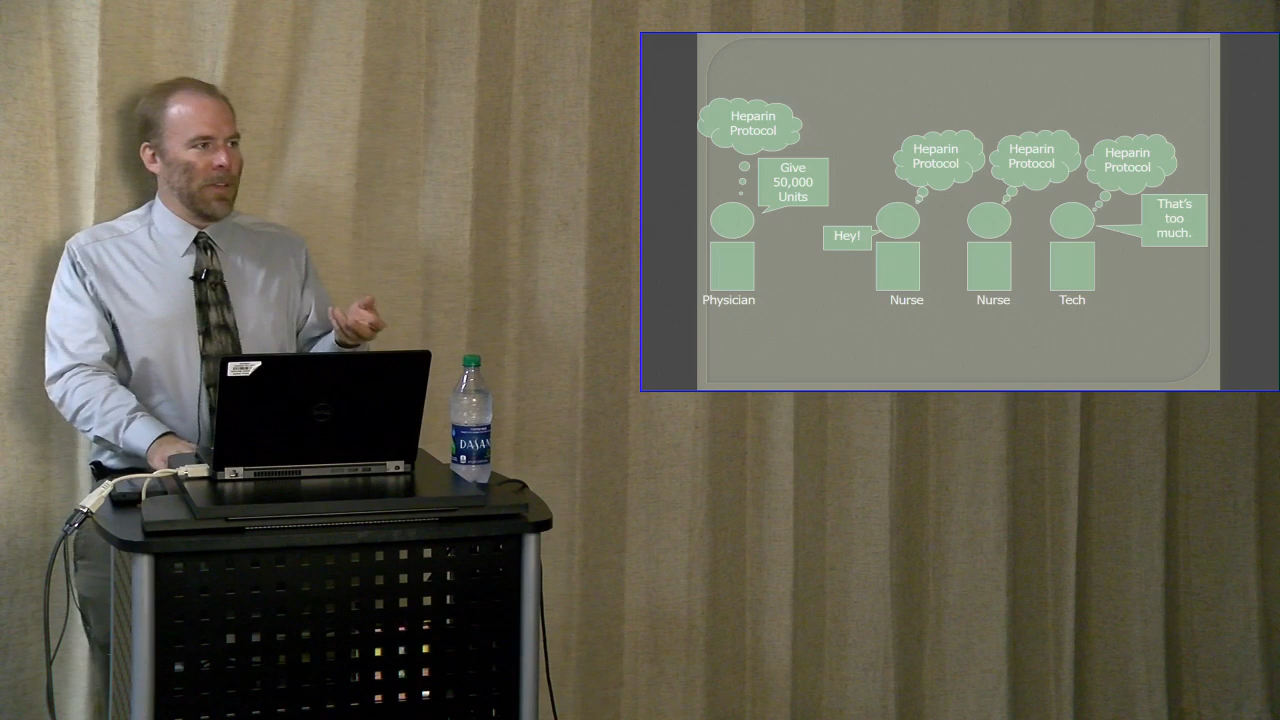 Heparin
Protocol
Give
50,000
Units
Heparin
Protocol
Heparin
Protocol
Heparin
Protocol
That's
too
much.
Hey!
Physician
Nurse
Nurse
Tech
DASANI